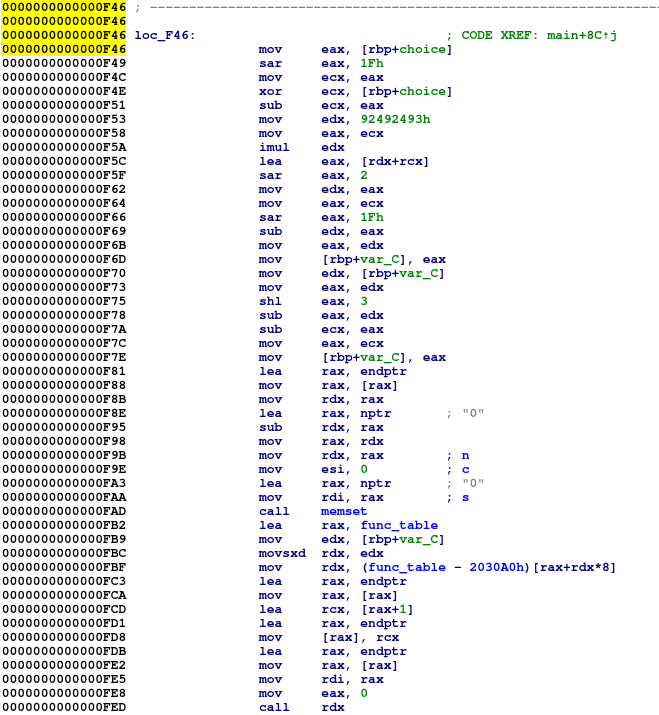 0000000000000F46 ; ----------------------------------------------------------------
0000000000000F46
0000000000000F46 loc_F46: ; CODE XREF: main+8C↑j
0000000000000F46 mov eax, [rbp+choice]
0000000000000F49 sar eax, 1Fh
0000000000000F4C mov ecx, eax
0000000000000F4E xor ecx, [rbp+choice]
0000000000000F51 sub ecx, eax
0000000000000F53 mov edx, 92492493h
0000000000000F58 mov eax, ecx
0000000000000F5A imul edx
0000000000000F5C lea eax, [rdx+rcx]
0000000000000F5F sar eax, 2
0000000000000F62 mov edx, eax
0000000000000F64 mov eax, ecx
0000000000000F66 sar eax, 1Fh
0000000000000F69 sub edx, eax
0000000000000F6B mov eax, edx
0000000000000F6D mov [rbp+var_C], eax
0000000000000F70 mov edx, [rbp+var_C]
0000000000000F73 mov eax, edx
0000000000000F75 shl eax, 3
0000000000000F78 sub eax, edx
0000000000000F7A sub ecx, eax
0000000000000F7C mov eax, ecx
0000000000000F7E mov [rbp+var_C], eax
0000000000000F81 lea rax, endptr
0000000000000F88 mov rax, [rax]
0000000000000F8B mov rdx, rax
0000000000000F8E lea rax, nptr ; "0"
0000000000000F95 sub rdx, rax
0000000000000F98 mov rax, rdx
0000000000000F9B mov rdx, rax ; n
0000000000000F9E mov esi, 0 ; c
0000000000000FA3 lea rax, nptr ; "0"
0000000000000FAA mov rdi, rax ; s
0000000000000FAD call memset
0000000000000FB2 lea rax, func_table
0000000000000FB9 mov edx, [rbp+var_C]
0000000000000FBC movsxd rdx, edx
0000000000000FBF mov rdx, (func_table - 2030A0h)[rax+rdx*8]
0000000000000FC3 lea rax, endptr
0000000000000FCA mov rax, [rax]
0000000000000FCD lea rcx, [rax+1]
0000000000000FD1 lea rax, endptr
0000000000000FD8 mov [rax], rcx
0000000000000FDB lea rax, endptr
0000000000000FE2 mov rax, [rax]
0000000000000FE5 mov rdi, rax
0000000000000FE8 mov eax, 0
0000000000000FED call rdx